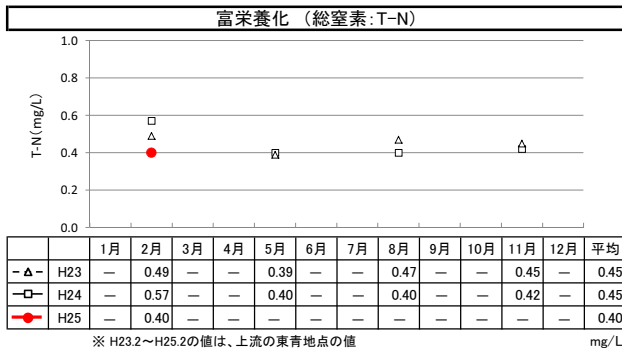 富栄養化 （総窒素:T-N）
1.0
0.8
0.6
0.4
0.2
0.0
T-N(mg/L)
1月 2月 3月 4月 5月 6月 7月 8月 9月 10月 11月 12月 平均
H23 — 0.49 — — 0.39 — — 0.47 — — 0.45 — 0.45
H24 — 0.57 — — 0.40 — — 0.40 — — 0.42 — 0.45
H25 — 0.40 — — — — — — — — — — 0.40
※ H23.2～H25.2の値は、上流の東青地点の値 mg/L